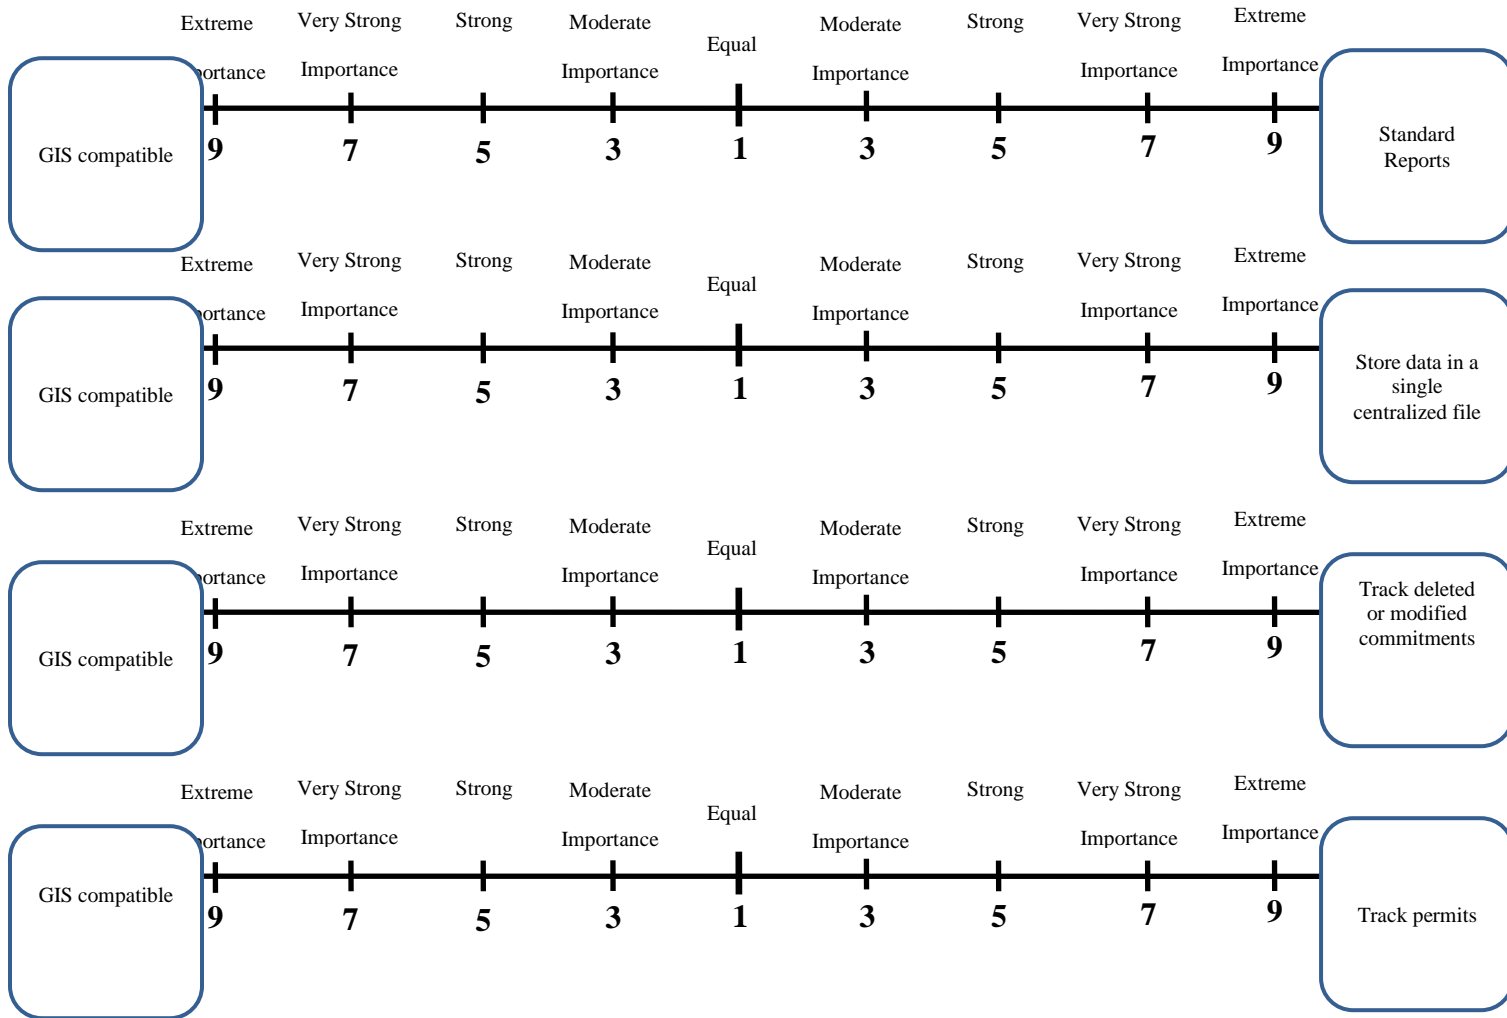 Extreme Very Strong Strong Moderate Equal Moderate Strong Very Strong Extreme
portance Importance Importance Importance Importance Importance
GIS compatible
9 7 5 3 1 3 5 7 9
Standard
Reports
Extreme Very Strong Strong Moderate Equal Moderate Strong Very Strong Extreme
portance Importance Importance Importance Importance Importance
GIS compatible
9 7 5 3 1 3 5 7 9
Store data in a
single
centralized file
Extreme Very Strong Strong Moderate Equal Moderate Strong Very Strong Extreme
portance Importance Importance Importance Importance Importance
GIS compatible
9 7 5 3 1 3 5 7 9
Track deleted
or modified
commitments
Extreme Very Strong Strong Moderate Equal Moderate Strong Very Strong Extreme
portance Importance Importance Importance Importance Importance
GIS compatible
9 7 5 3 1 3 5 7 9
Track permits